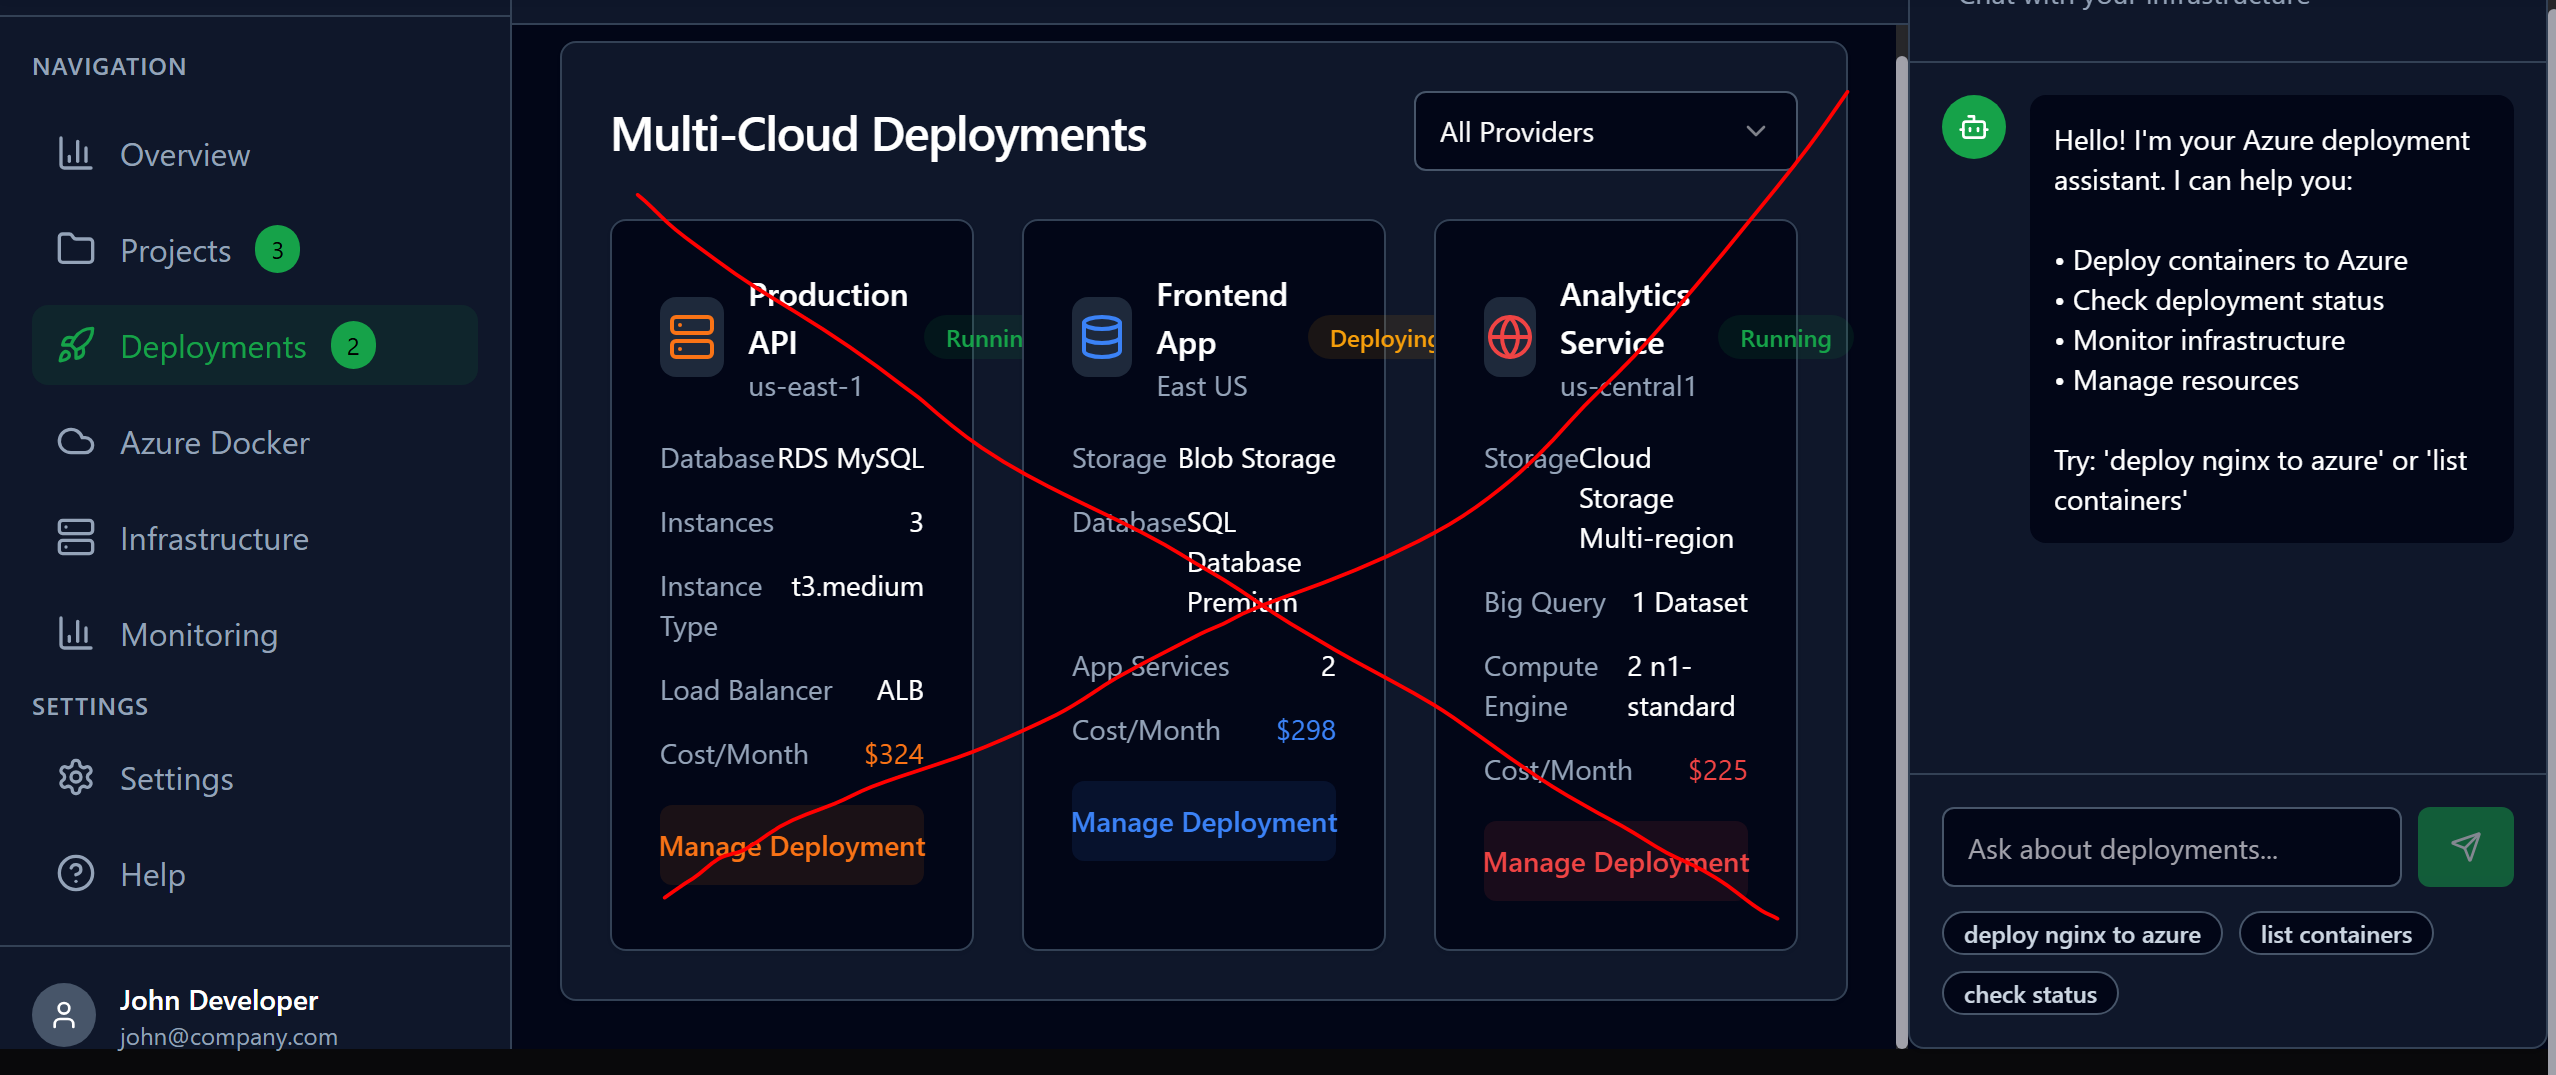 NAVIGATION
Overview
Projects 3
Deployments 2
Azure Docker
Infrastructure
Monitoring
SETTINGS
Settings
Help
John Developer
john@company.com
Multi-Cloud Deployments
All Providers
Production
API
us-east-1
Runnin
Database RDS MySQL
Instances 3
Instance t3.medium
Type
Load Balancer ALB
Cost/Month $324
Manage Deployment
Frontend
App
East US
Deploying
Storage Blob Storage
Database SQL
Database
Premium
App Services 2
Cost/Month $298
Manage Deployment
Analytics
Service
us-central1
Running
Storage Cloud
Storage
Multi-region
Big Query 1 Dataset
Compute 2 n1-
Engine standard
Cost/Month $225
Manage Deployment
Chat with your infrastructure
Hello! I'm your Azure deployment
assistant. I can help you:
• Deploy containers to Azure
• Check deployment status
• Monitor infrastructure
• Manage resources
Try: 'deploy nginx to azure' or 'list
containers'
Ask about deployments...
deploy nginx to azure
list containers
check status